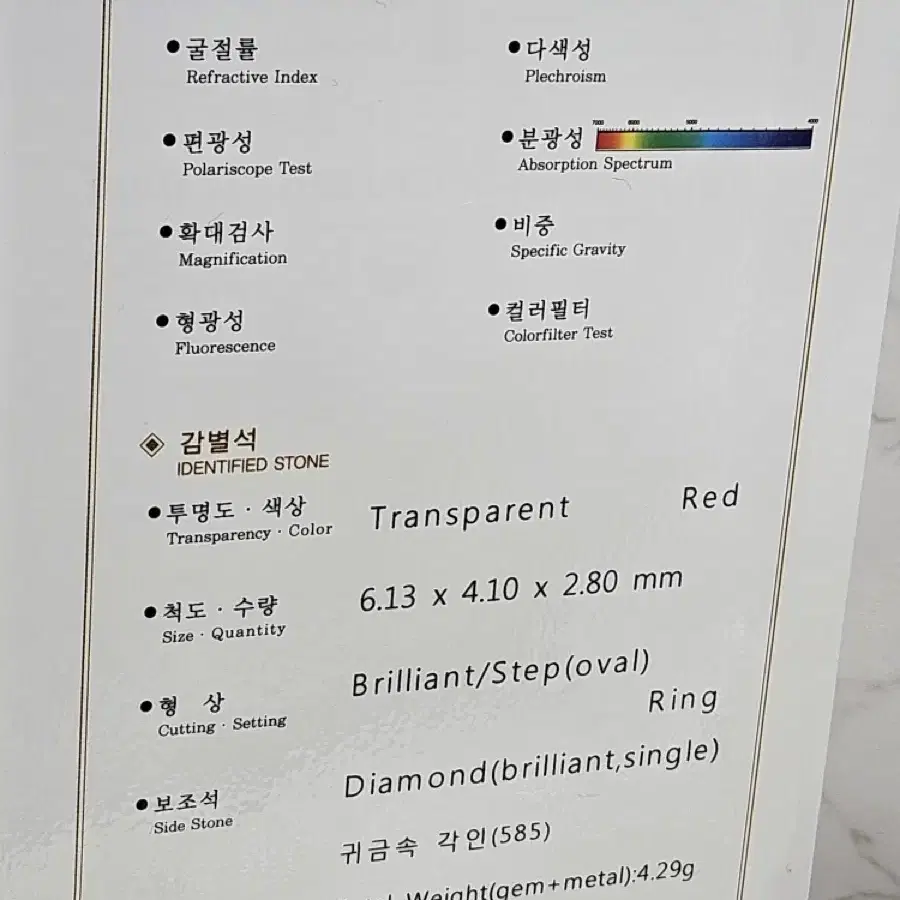 ● 굴절률
Refractive Index
● 다색성
Plechroism
● 편광성
Polariscope Test
● 분광성
Absorption Spectrum
● 확대검사
Magnification
● 비중
Specific Gravity
● 형광성
Fluorescence
● 컬러필터
Colorfilter Test
감별석
IDENTIFIED STONE
● 투명도 · 색상 Transparent Red
Transparency · Color
● 척도 · 수량 6.13 x 4.10 x 2.80 mm
Size · Quantity
● 형 상 Brilliant/Step(oval)
Cutting · Setting Ring
● 보조석 Diamond(brilliant,single)
Side Stone
귀금속 각인(585)
Weight(gem+metal):4.29g